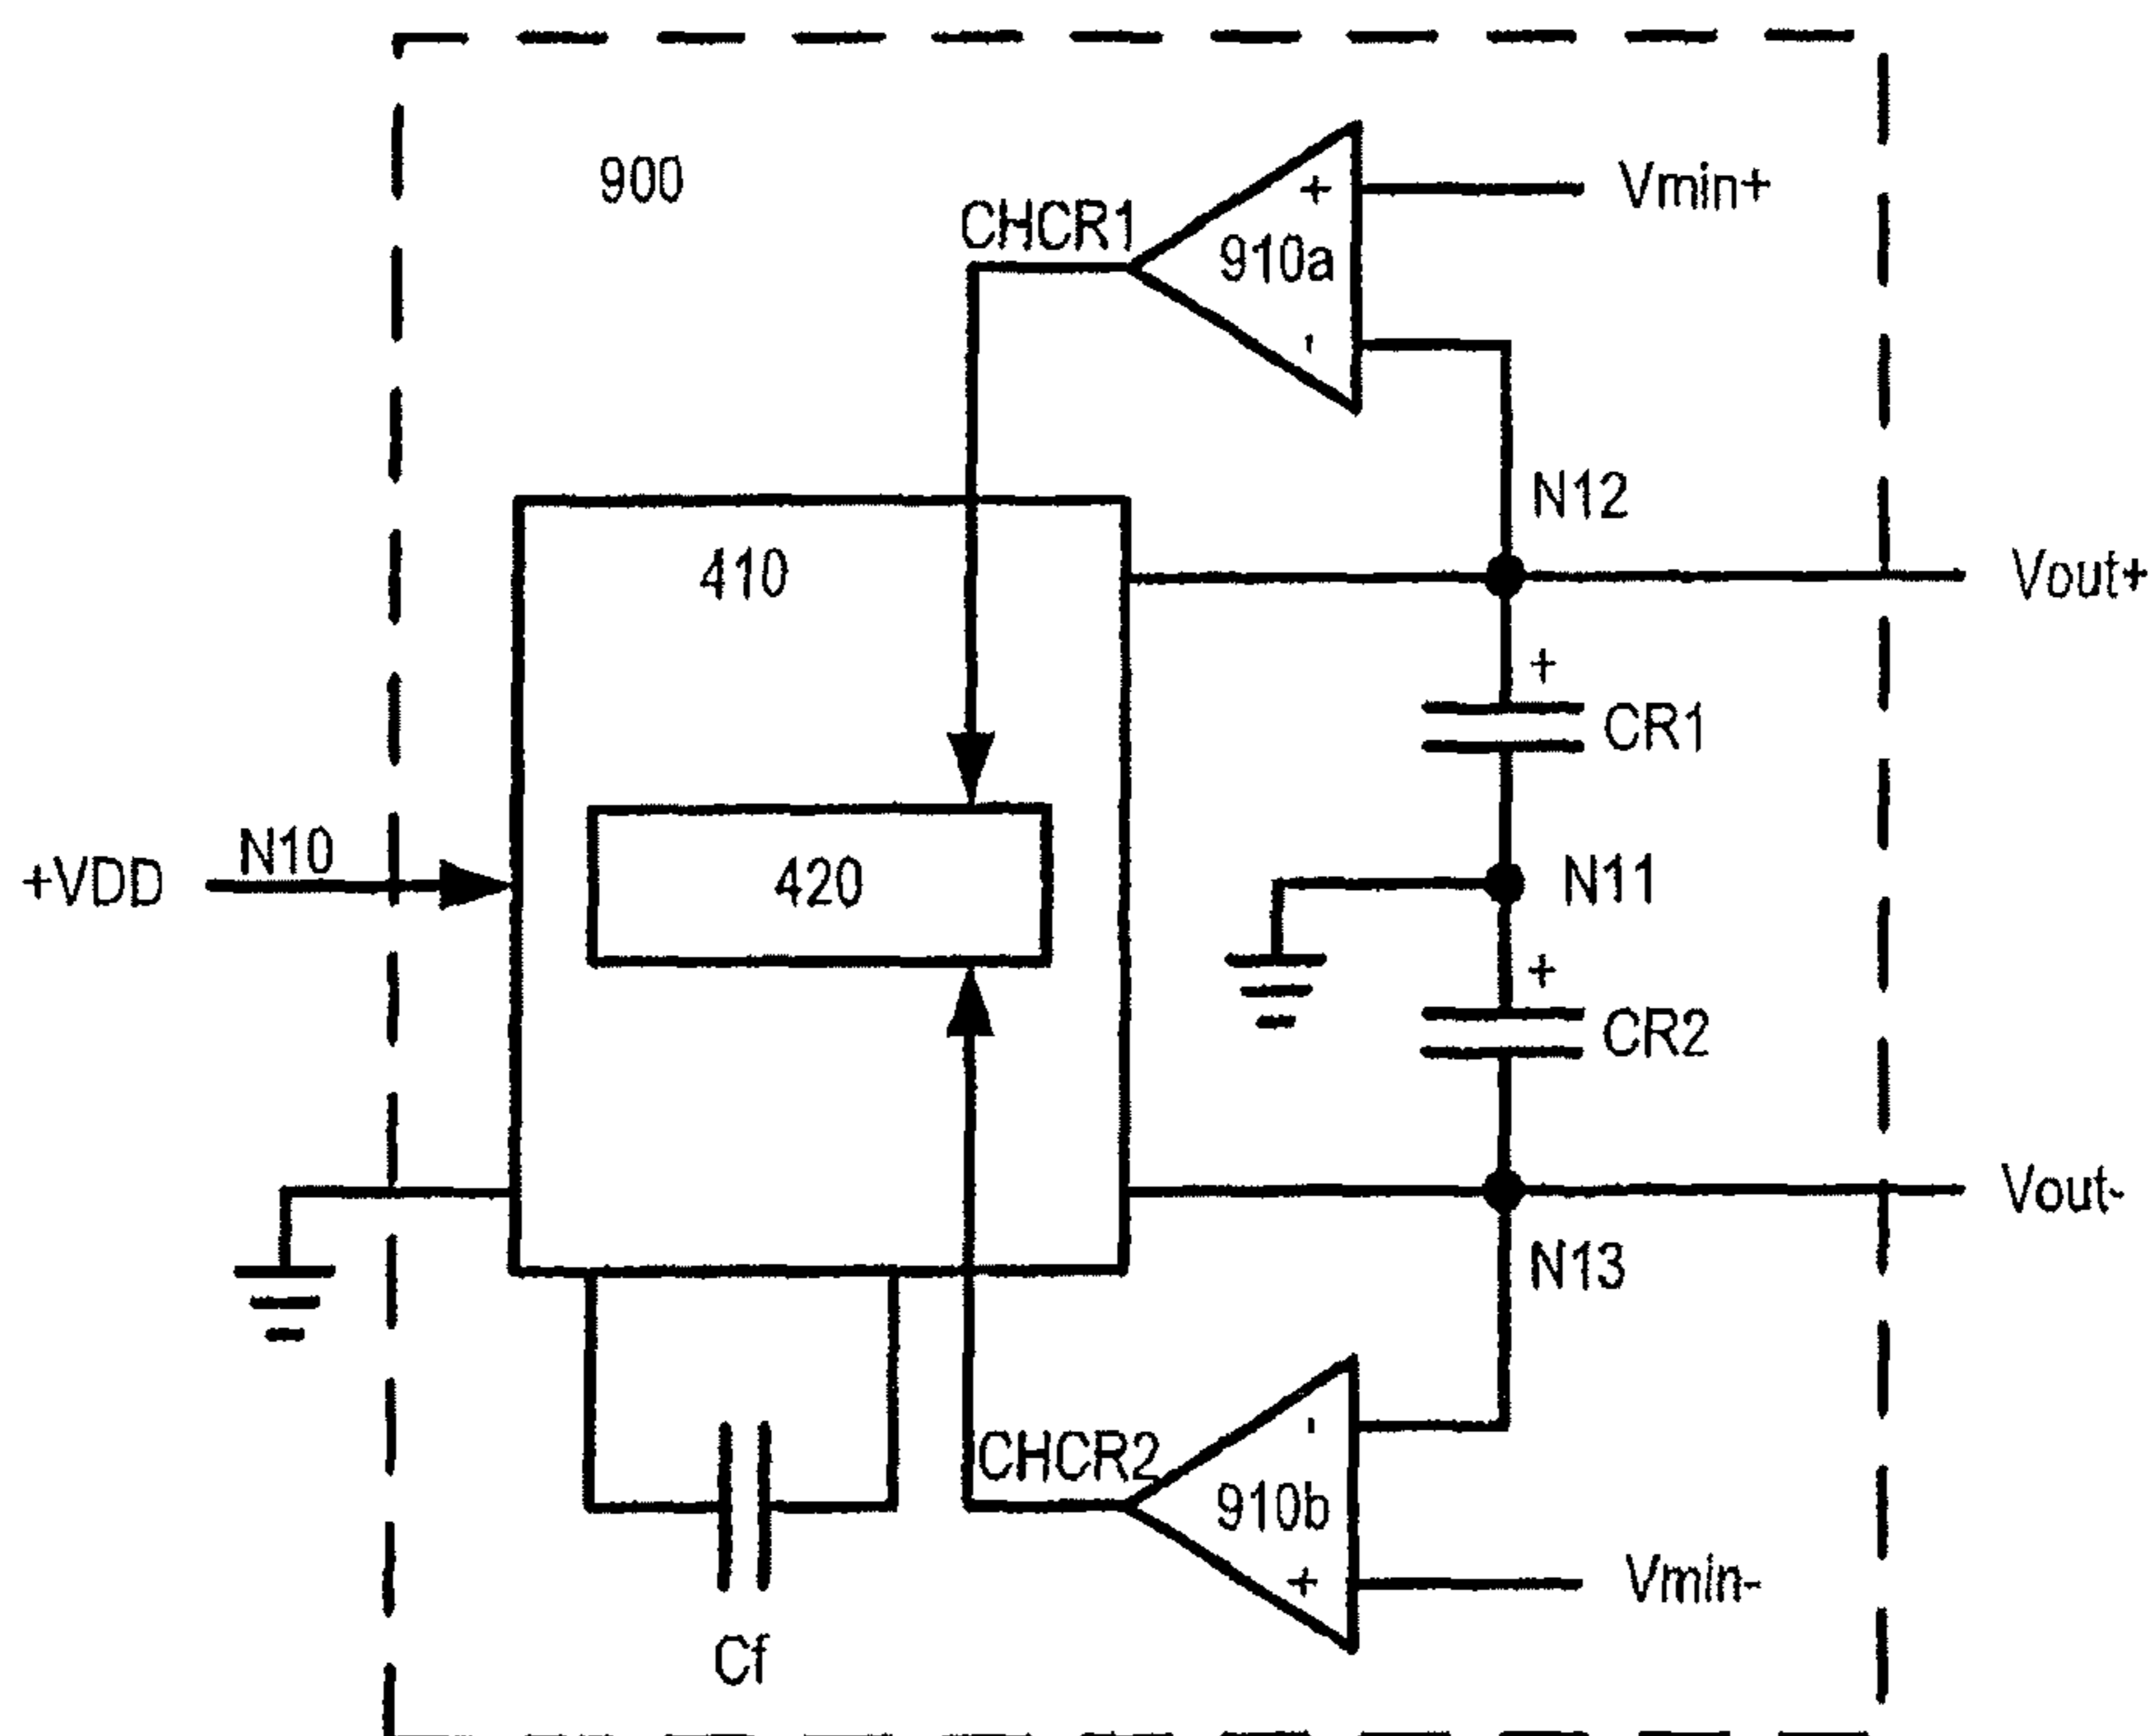 900
CHCR1
+
910a
-
Vmin+
N12
410
Vout+
+
CR1
+VDD
N10
420
N11
+
CR2
Vout-
N13
CHCR2
-
910b
+
Vmin-
Cf